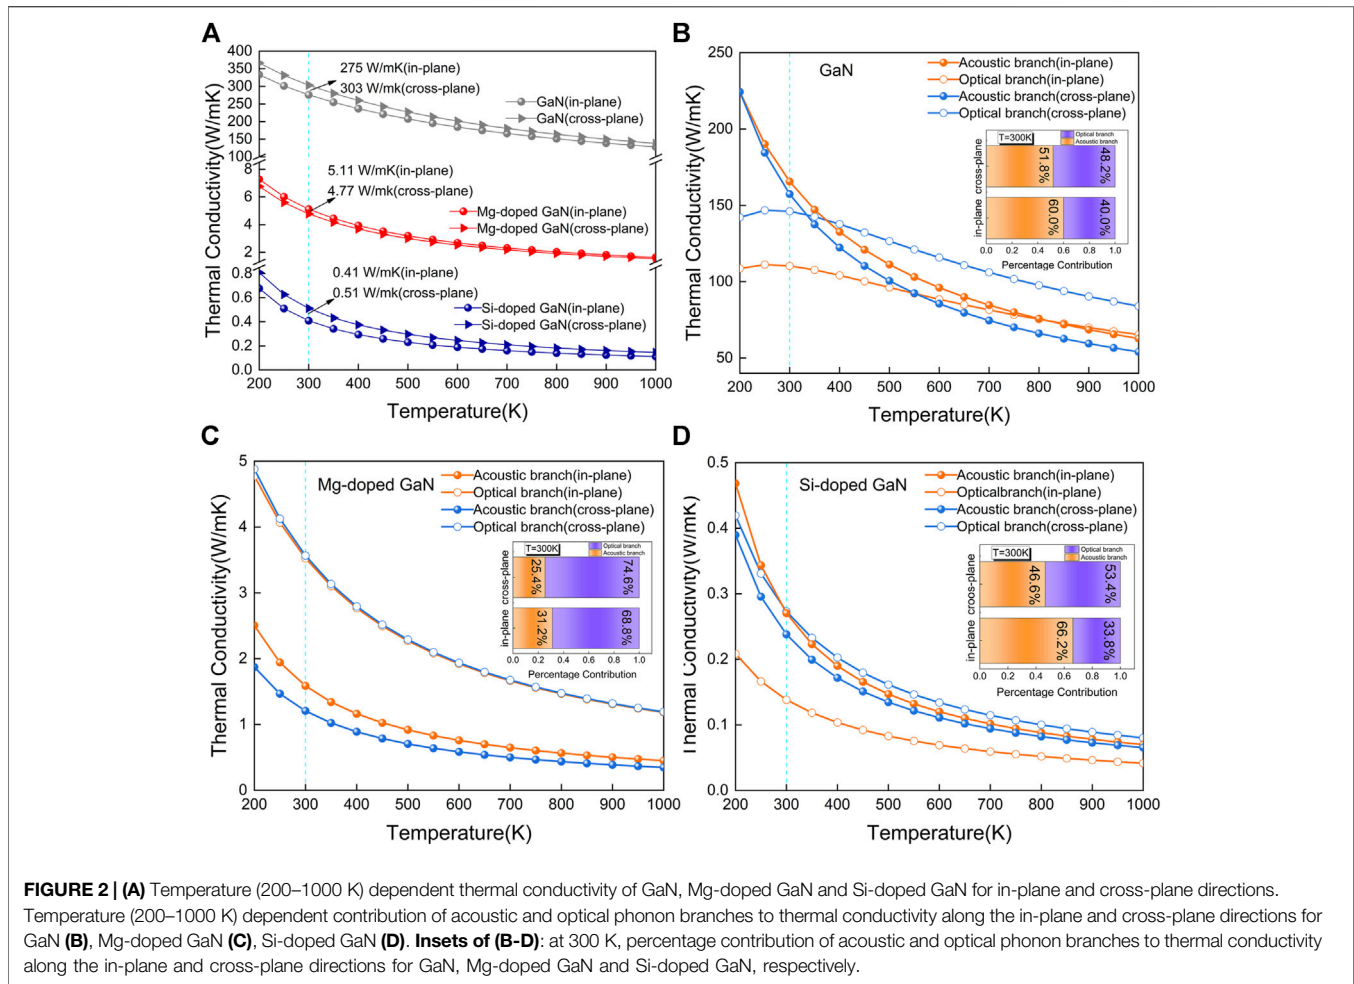 A
Thermal Conductivity(W/mK)
400
350
300
250
200
150
100
8
6
4
2
0.8
0.6
0.4
0.2
0.0
275 W/mK(in-plane)
303 W/mk(cross-plane)
GaN(in-plane)
GaN(cross-plane)
5.11 W/mK(in-plane)
4.77 W/mk(cross-plane)
Mg-doped GaN(in-plane)
Mg-doped GaN(cross-plane)
0.41 W/mK(in-plane)
0.51 W/mk(cross-plane)
Si-doped GaN(in-plane)
Si-doped GaN(cross-plane)
200 300 400 500 600 700 800 900 1000
Temperature(K)
B
Thermal Conductivity(W/mK)
250
200
150
100
50
GaN
Acoustic branch(in-plane)
Optical branch(in-plane)
Acoustic branch(cross-plane)
Optical branch(cross-plane)
T=300K
Optical branch
Acoustic branch
in-plane cross-plane
51.8% 48.2%
60.0% 40.0%
0.0 0.2 0.4 0.6 0.8 1.0
Percentage Contribution
200 300 400 500 600 700 800 900 1000
Temperature(K)
C
Thermal Conductivity(W/mK)
5
4
3
2
1
0
Mg-doped GaN
Acoustic branch(in-plane)
Optical branch(in-plane)
Acoustic branch(cross-plane)
Optical branch(cross-plane)
T=300K
Optical branch
Acoustic branch
in-plane cross-plane
25.4% 74.6%
31.2% 68.8%
0.0 0.2 0.4 0.6 0.8 1.0
Percentage Contribution
200 300 400 500 600 700 800 900 1000
Temperature(K)
D
Thermal Conductivity(W/mK)
0.5
0.4
0.3
0.2
0.1
0.0
Si-doped GaN
Acoustic branch(in-plane)
Opticalbranch(in-plane)
Acoustic branch(cross-plane)
Optical branch(cross-plane)
T=300K
Optical branch
Acoustic branch
in-plane cross-plane
46.6% 53.4%
66.2% 33.8%
0.0 0.2 0.4 0.6 0.8 1.0
Percentage Contribution
200 300 400 500 600 700 800 900 1000
Temperature(K)
FIGURE 2 | (A) Temperature (200–1000 K) dependent thermal conductivity of GaN, Mg-doped GaN and Si-doped GaN for in-plane and cross-plane directions.
Temperature (200–1000 K) dependent contribution of acoustic and optical phonon branches to thermal conductivity along the in-plane and cross-plane directions for
GaN (B), Mg-doped GaN (C), Si-doped GaN (D). Insets of (B-D): at 300 K, percentage contribution of acoustic and optical phonon branches to thermal conductivity
along the in-plane and cross-plane directions for GaN, Mg-doped GaN and Si-doped GaN, respectively.